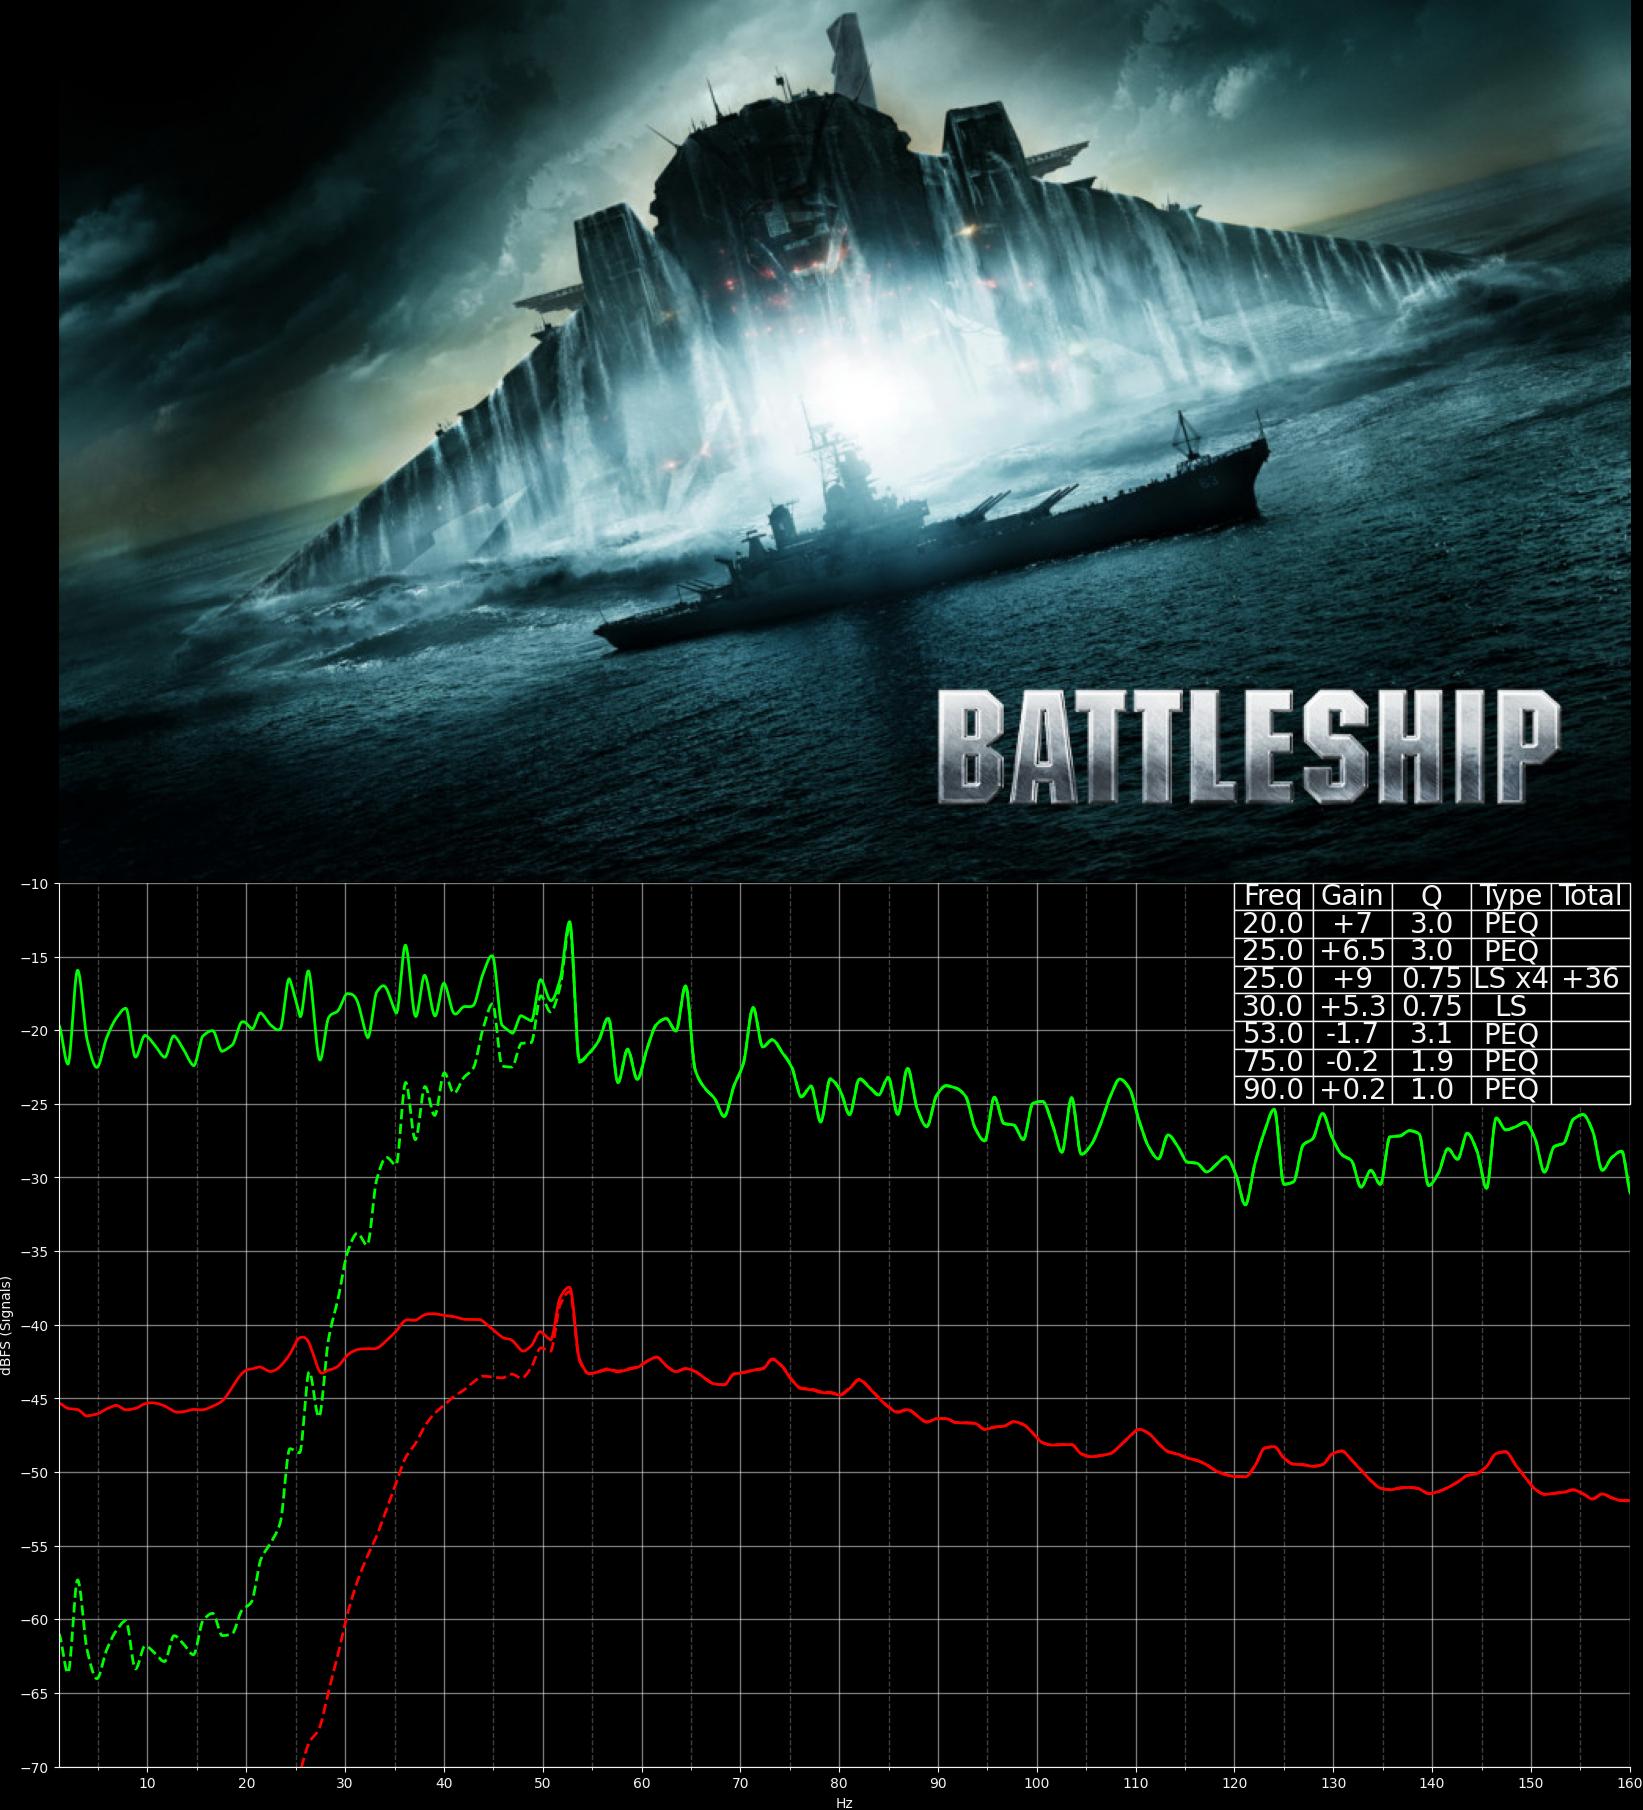 63
BATTLESHIP
Freq Gain Q Type Total
20.0 +7 3.0 PEQ
25.0 +6.5 3.0 PEQ
25.0 +9 0.75 LS x4 +36
30.0 +5.3 0.75 LS
53.0 -1.7 3.1 PEQ
75.0 -0.2 1.9 PEQ
90.0 +0.2 1.0 PEQ
−10
−15
−20
−25
−30
−35
−40
−45
−50
−55
−60
−65
−70
dBFS (Signals)
10 20 30 40 50 60 70 80 90 100 110 120 130 140 150 160
Hz